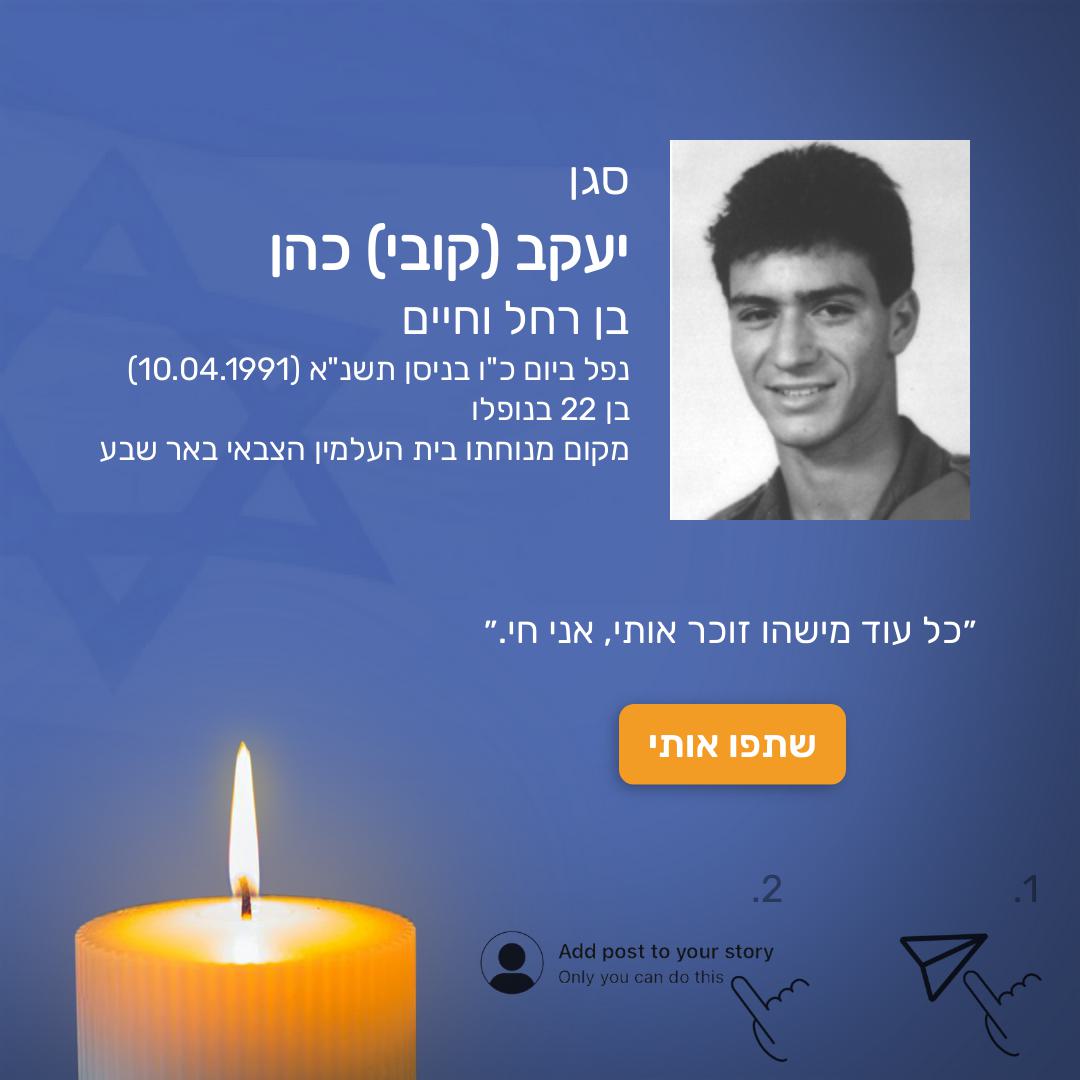 סגן
יעקב (קובי) כהן
בן רחל וחיים
נפל ביום כ"ו בניסן תשנ"א (10.04.1991)
בן 22 בנופלו
מקום מנוחתו בית העלמין הצבאי באר שבע
״כל עוד מישהו זוכר אותי, אני חי.״
שתפו אותי
1.
2.
Add post to your story
Only you can do this